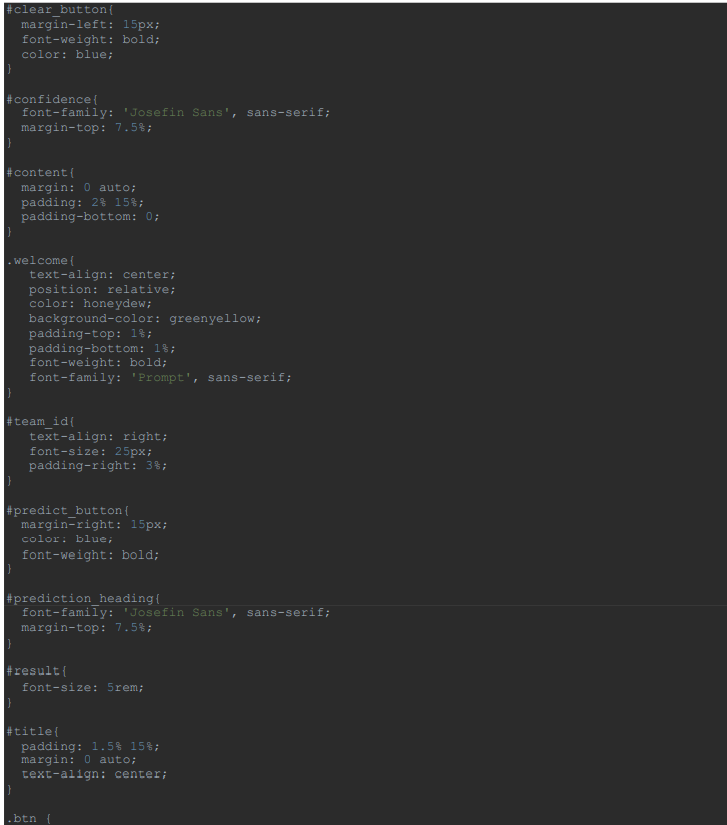 #clear_button{
  margin-left: 15px;
  font-weight: bold;
  color: blue;
}
#confidence{
  font-family: 'Josefin Sans', sans-serif;
  margin-top: 7.5%;
}
#content{
  margin: 0 auto;
  padding: 2% 15%;
  padding-bottom: 0;
}
.welcome{
   text-align: center;
   position: relative;
   color: honeydew;
   background-color: greenyellow;
   padding-top: 1%;
   padding-bottom: 1%;
   font-weight: bold;
   font-family: 'Prompt', sans-serif;
}
#team_id{
   text-align: right;
   font-size: 25px;
   padding-right: 3%;
}
#predict_button{
  margin-right: 15px;
  color: blue;
  font-weight: bold;
}
#prediction_heading{
  font-family: 'Josefin Sans', sans-serif;
  margin-top: 7.5%;
}
#result{
  font-size: 5rem;
}
#title{
  padding: 1.5% 15%;
  margin: 0 auto;
  text-align: center;
}
.btn {